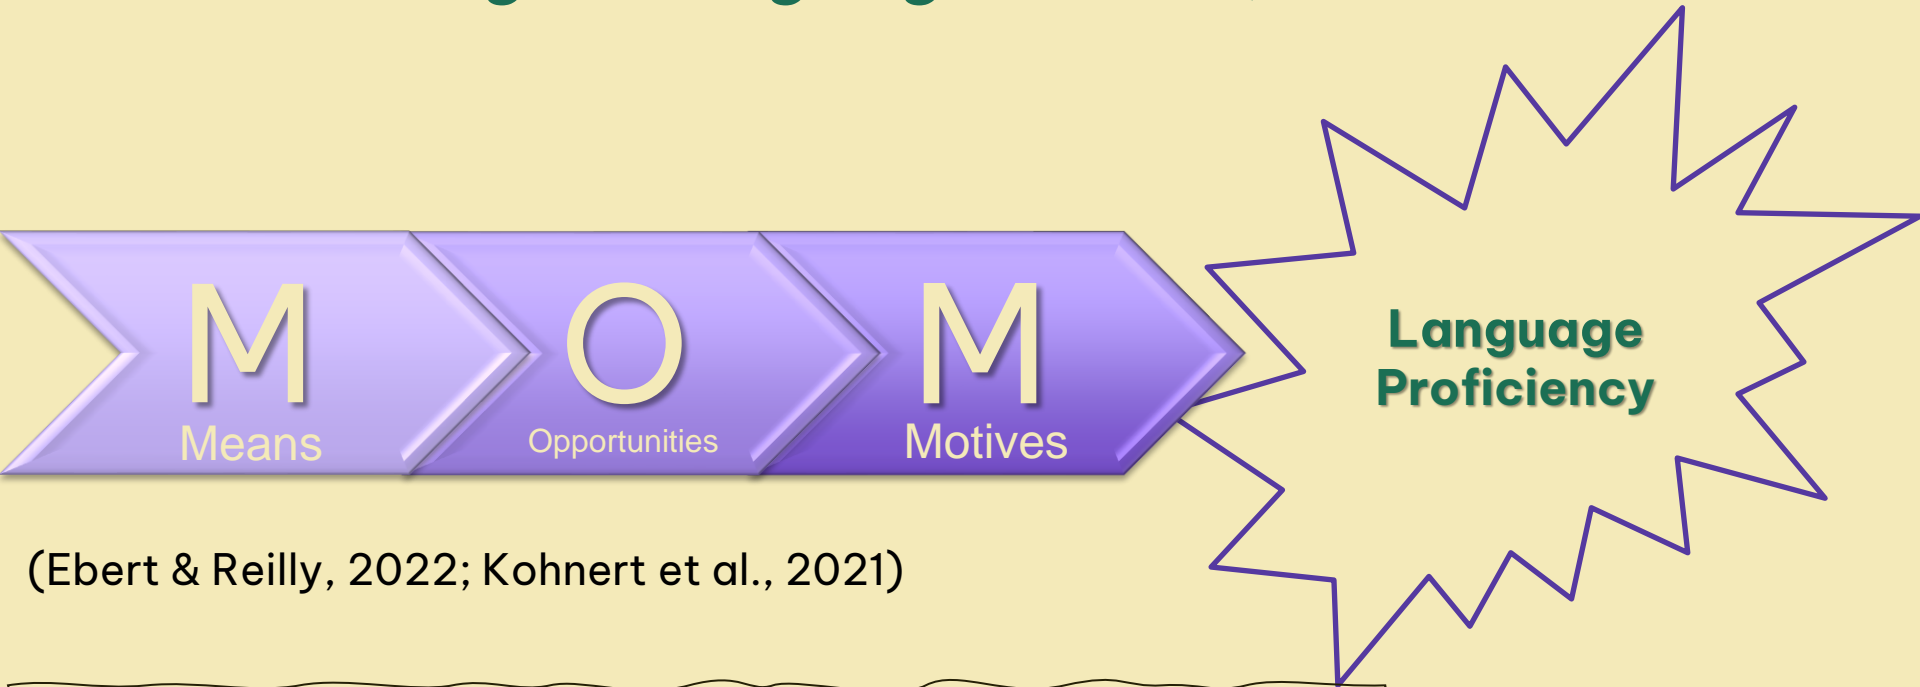 M O M
Means Opportunities Motives
Language
Proficiency
(Ebert & Reilly, 2022; Kohnert et al., 2021)